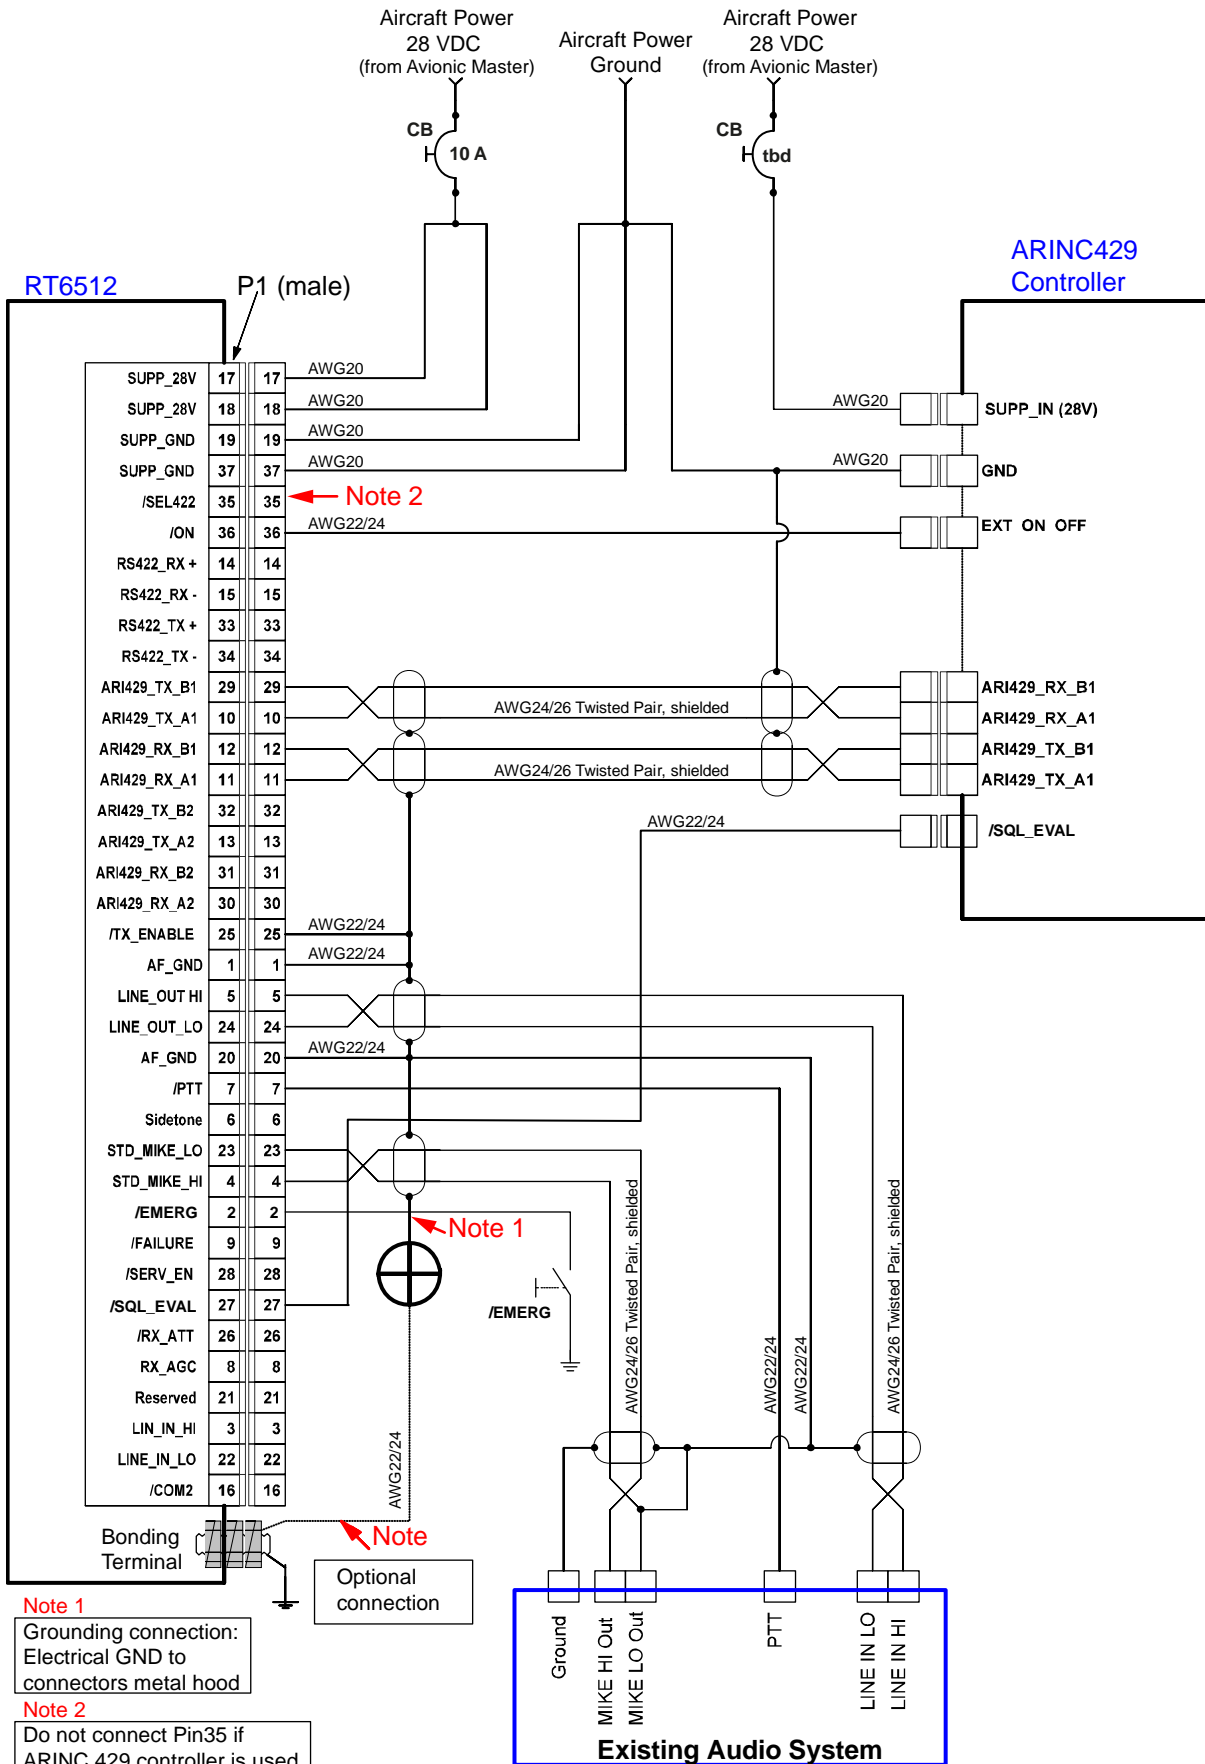 Aircraft Power
28 VDC
(from Avionic Master)
Aircraft Power
Ground
Aircraft Power
28 VDC
(from Avionic Master)
CB
10 A
CB
tbd
RT6512
P1 (male)
ARINC429
Controller
SUPP_28V 17 17 AWG20
SUPP_28V 18 18 AWG20
AWG20 SUPP_IN (28V)
SUPP_GND 19 19 AWG20
SUPP_GND 37 37 AWG20
AWG20 GND
/SEL422 35 35 Note 2
/ON 36 36 AWG22/24
EXT ON OFF
RS422_RX + 14 14
RS422_RX - 15 15
RS422_TX + 33 33
RS422_TX - 34 34
ARI429_TX_B1 29 29 ARI429_RX_B1
ARI429_TX_A1 10 10 AWG24/26 Twisted Pair, shielded ARI429_RX_A1
ARI429_RX_B1 12 12 ARI429_TX_B1
ARI429_RX_A1 11 11 AWG24/26 Twisted Pair, shielded ARI429_TX_A1
ARI429_TX_B2 32 32
AWG22/24 /SQL_EVAL
ARI429_TX_A2 13 13
ARI429_RX_B2 31 31
ARI429_RX_A2 30 30
/TX_ENABLE 25 25 AWG22/24
AF_GND 1 1 AWG22/24
LINE_OUT HI 5 5
LINE_OUT_LO 24 24
AF_GND 20 20 AWG22/24
/PTT 7 7
Sidetone 6 6
STD_MIKE_LO 23 23
STD_MIKE_HI 4 4
/EMERG 2 2
Note 1
/FAILURE 9 9
/SERV_EN 28 28
/SQL_EVAL 27 27
/EMERG
/RX_ATT 26 26
RX_AGC 8 8
Reserved 21 21
LIN_IN_HI 3 3
LINE_IN_LO 22 22
/COM2 16 16
AWG22/24
AWG24/26 Twisted Pair, shielded
AWG22/24
AWG22/24
AWG24/26 Twisted Pair, shielded
Bonding
Terminal
Note
Optional
connection
Note 1
Grounding connection:
Electrical GND to
connectors metal hood
Note 2
Do not connect Pin35 if
ARINC 429 controller is used
Ground
MIKE HI Out
MIKE LO Out
PTT
LINE IN LO
LINE IN HI
Existing Audio System